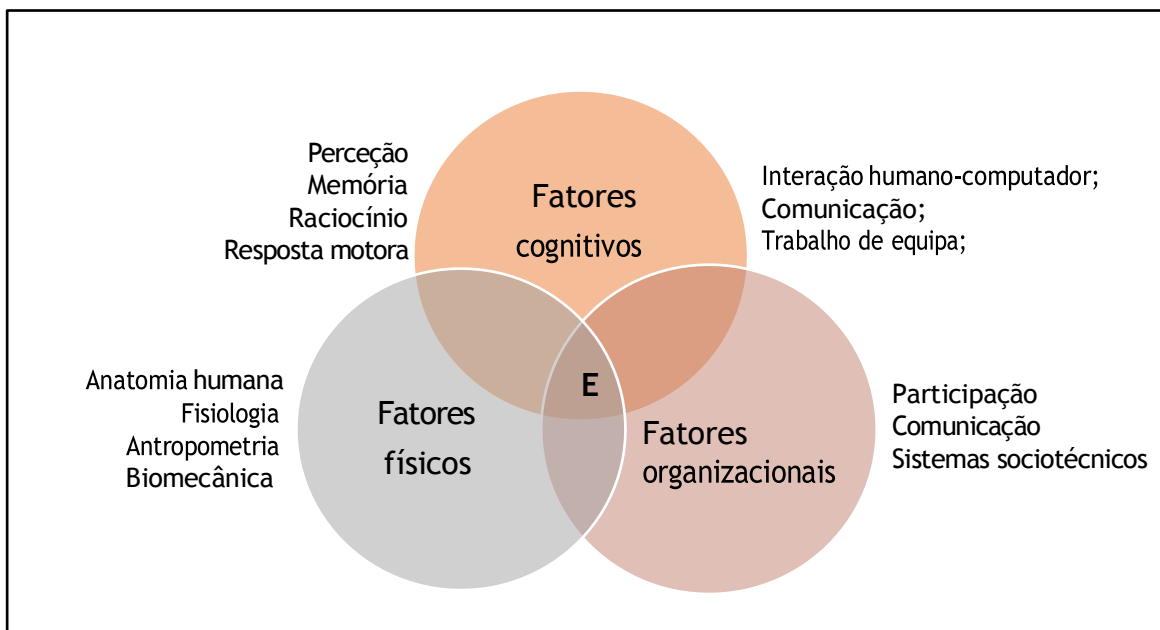 Perceção
Memória
Raciocínio
Resposta motora
Fatores
cognitivos
Interação humano-computador;
Comunicação;
Trabalho de equipa;
Anatomia humana
Fisiologia
Antropometria
Biomecânica
Fatores
físicos
E
Fatores
organizacionais
Participação
Comunicação
Sistemas sociotécnicos